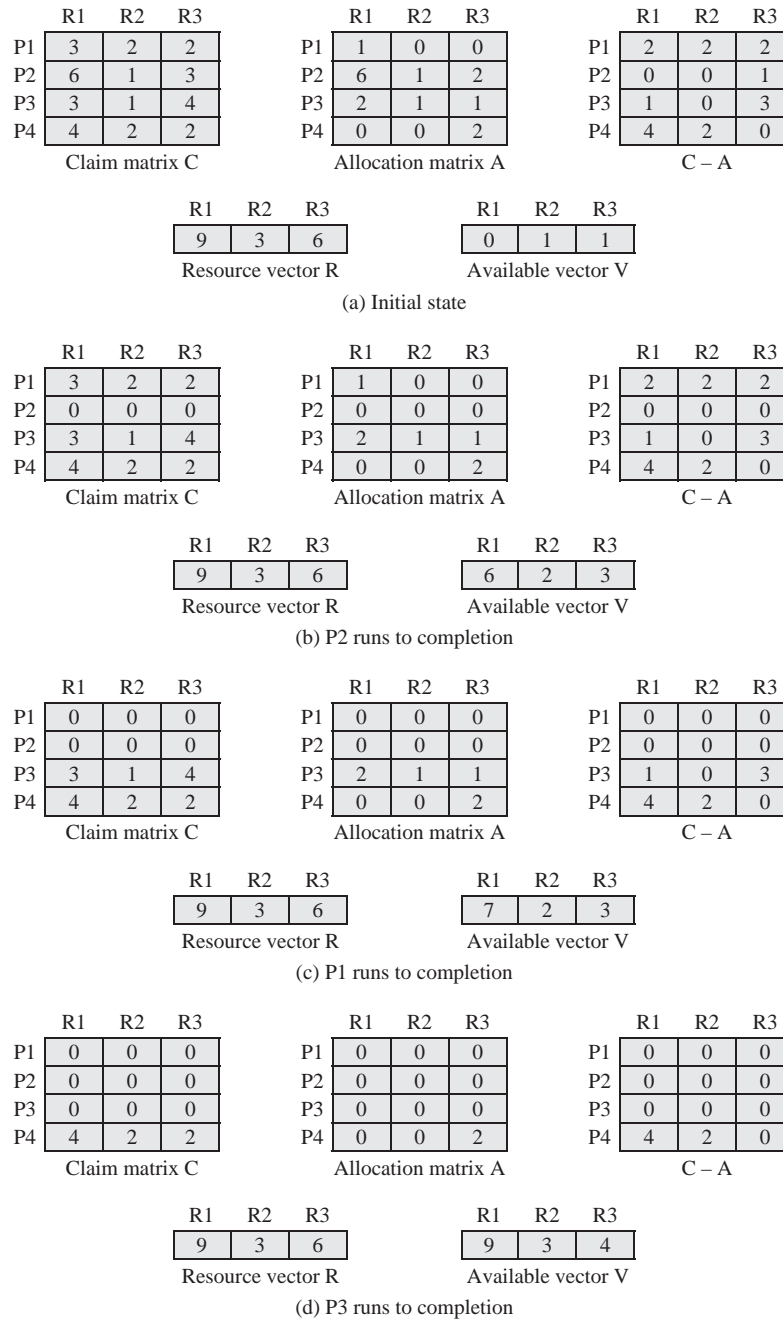 R1 R2 R3 R1 R2 R3 R1 R2 R3
P1 3 2 2 P1 1 0 0 P1 2 2 2
P2 6 1 3 P2 6 1 2 P2 0 0 1
P3 3 1 4 P3 2 1 1 P3 1 0 3
P4 4 2 2 P4 0 0 2 P4 4 2 0
Claim matrix C Allocation matrix A C – A
R1 R2 R3 R1 R2 R3
9 3 6 0 1 1
Resource vector R Available vector V
(a) Initial state
R1 R2 R3 R1 R2 R3 R1 R2 R3
P1 3 2 2 P1 1 0 0 P1 2 2 2
P2 0 0 0 P2 0 0 0 P2 0 0 0
P3 3 1 4 P3 2 1 1 P3 1 0 3
P4 4 2 2 P4 0 0 2 P4 4 2 0
Claim matrix C Allocation matrix A C – A
R1 R2 R3 R1 R2 R3
9 3 6 6 2 3
Resource vector R Available vector V
(b) P2 runs to completion
R1 R2 R3 R1 R2 R3 R1 R2 R3
P1 0 0 0 P1 0 0 0 P1 0 0 0
P2 0 0 0 P2 0 0 0 P2 0 0 0
P3 3 1 4 P3 2 1 1 P3 1 0 3
P4 4 2 2 P4 0 0 2 P4 4 2 0
Claim matrix C Allocation matrix A C – A
R1 R2 R3 R1 R2 R3
9 3 6 7 2 3
Resource vector R Available vector V
(c) P1 runs to completion
R1 R2 R3 R1 R2 R3 R1 R2 R3
P1 0 0 0 P1 0 0 0 P1 0 0 0
P2 0 0 0 P2 0 0 0 P2 0 0 0
P3 0 0 0 P3 0 0 0 P3 0 0 0
P4 4 2 2 P4 0 0 2 P4 4 2 0
Claim matrix C Allocation matrix A C – A
R1 R2 R3 R1 R2 R3
9 3 6 9 3 4
Resource vector R Available vector V
(d) P3 runs to completion